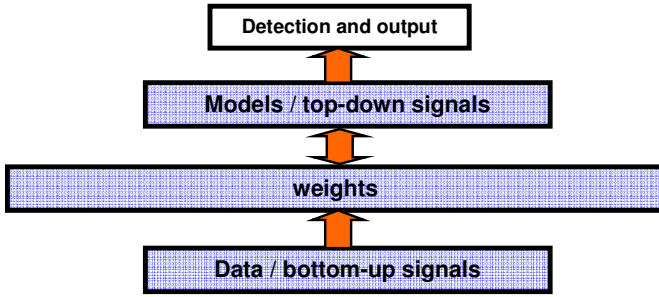 Detection and output
Models / top-down signals
weights
Data / bottom-up signals